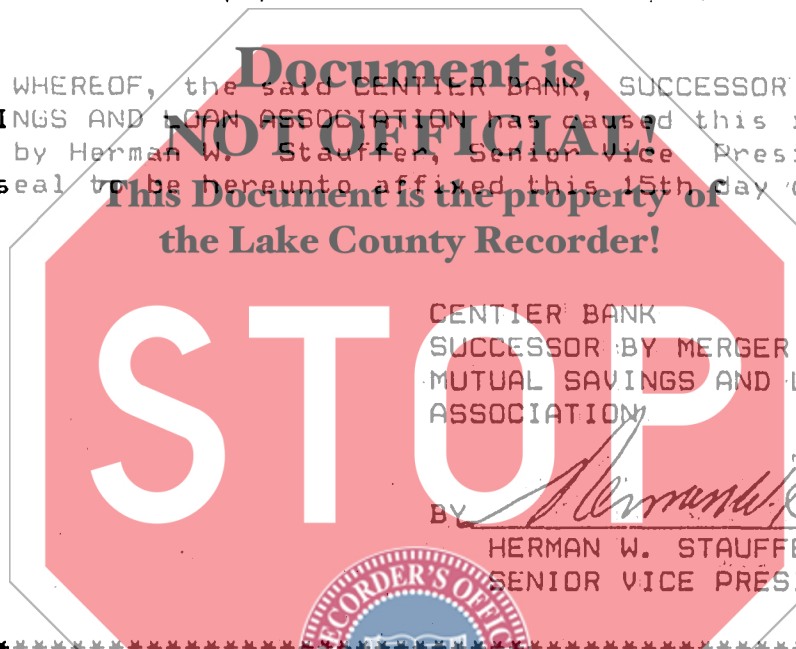 Document is
WHEREOF, the said CENTIER BANK, SUCCESSOR
INGS AND LOAN ASSOCIATION has caused this
NOT OFFICIAL!
by Herman W. Stauffer, Senior Vice Presi
seal to be hereunto affixed this 15th day
This Document is the property of
the Lake County Recorder!
STOP
CENTIER BANK
SUCCESSOR BY MERGER
MUTUAL SAVINGS AND L
ASSOCIATION
BY Herman W.
HERMAN W. STAUFFE
SENIOR VICE PRES
CORDER'S OFFIC